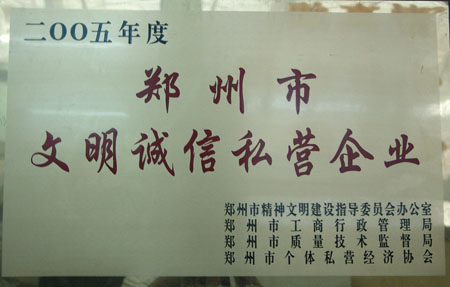 二〇〇五年度
郑州市
文明诚信私营企业
郑州市精神文明建设指导委员会办公室
郑州市工商行政管理局
郑州市质量技术监督局
郑州市个体私营经济协会